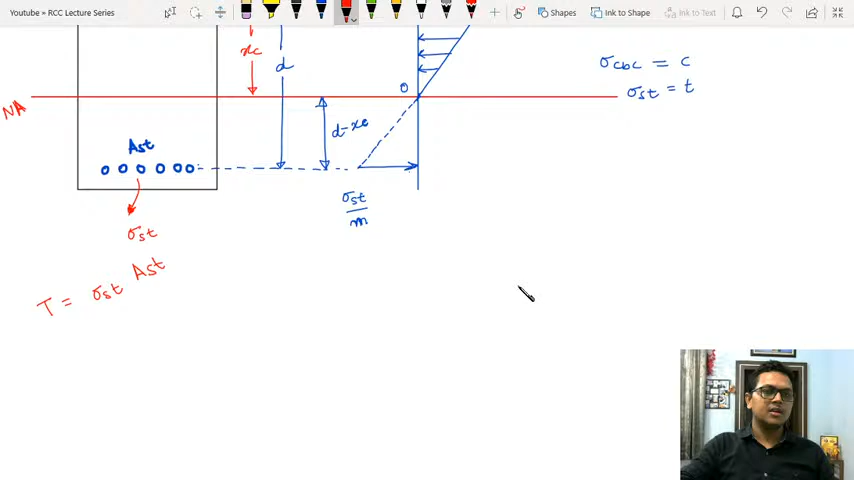 Youtube » RCC Lecture Series
Shapes
Ink to Shape
Ink to Text
xc
d
σcbc = c
σst = t
O
NA
d-xc
Ast
σst
m
σst
T = σst Ast